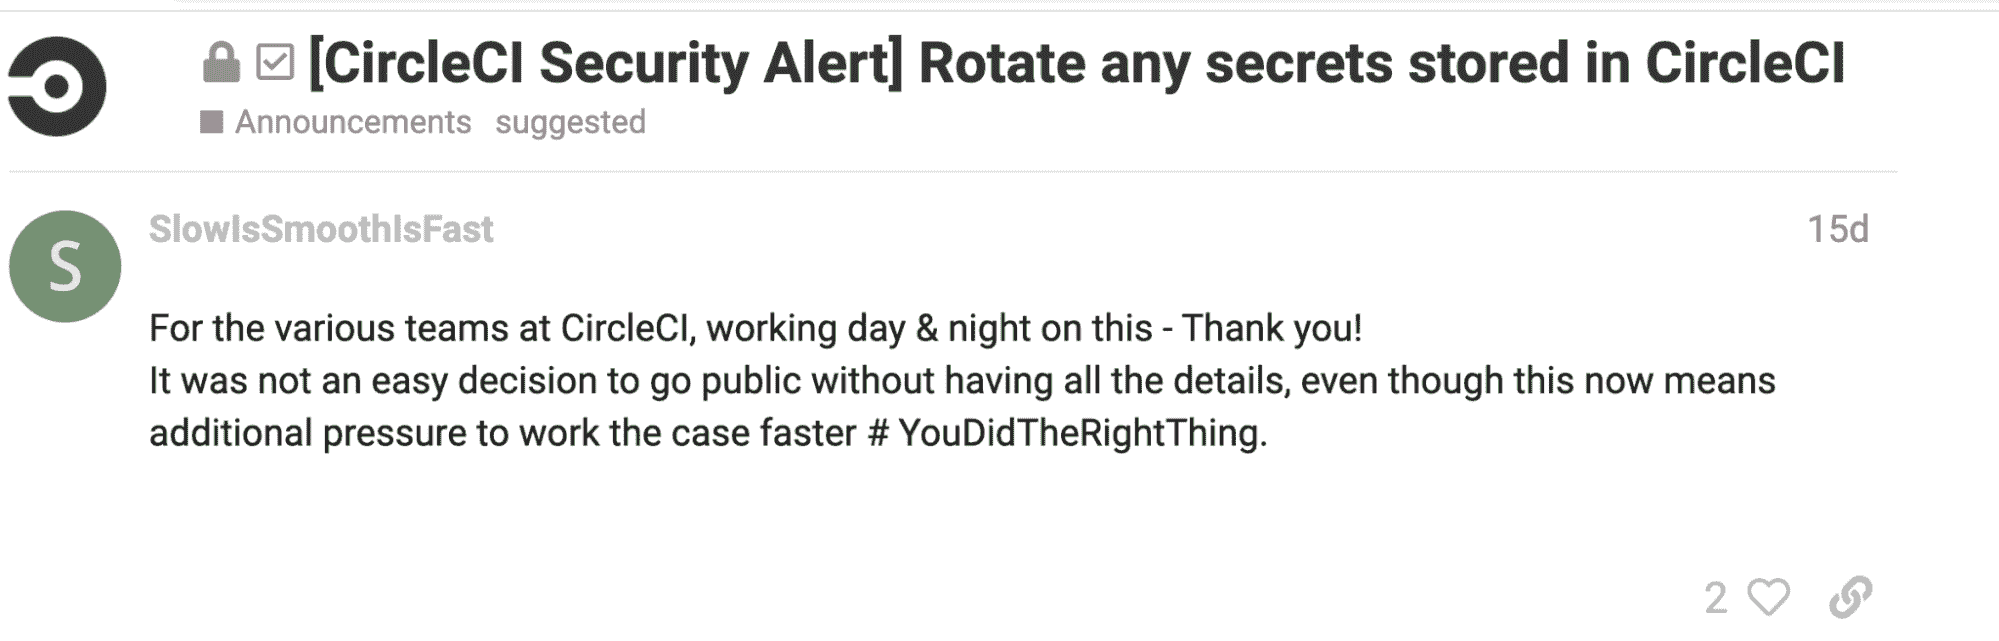 [CircleCI Security Alert] Rotate any secrets stored in CircleCI
Announcements suggested
SlowIsSmoothIsFast 15d
S
For the various teams at CircleCI, working day & night on this - Thank you!
It was not an easy decision to go public without having all the details, even though this now means
additional pressure to work the case faster # YouDidTheRightThing.
2